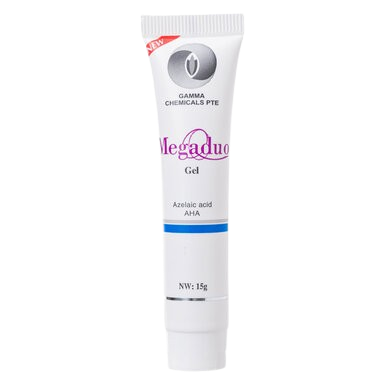 NEW
GAMMA
CHEMICALS PTE
Megaduo
Gel
Azelaic acid
AHA
NW: 15g